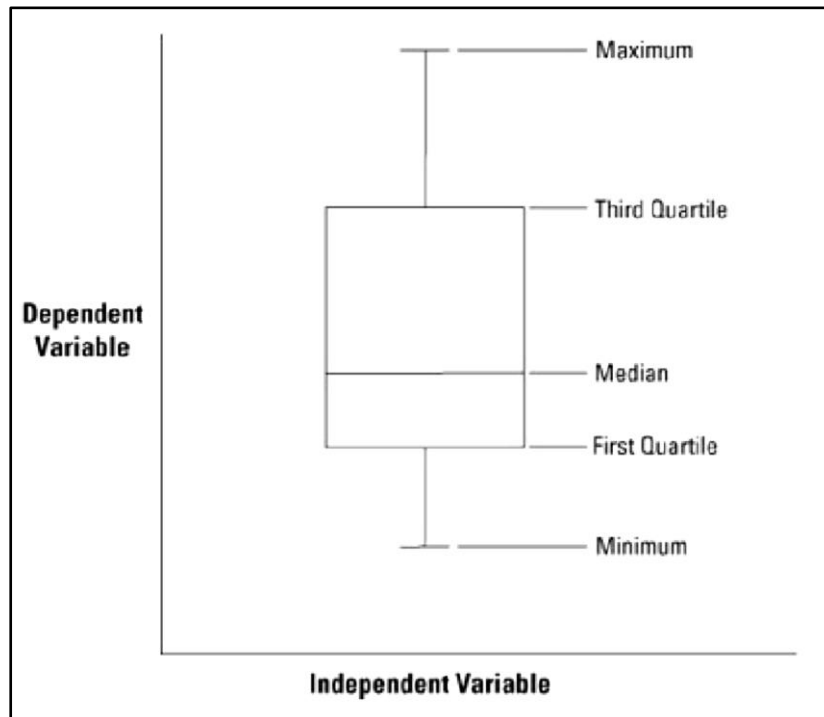 Maximum
Third Quartile
Dependent
Variable
Median
First Quartile
Minimum
Independent Variable